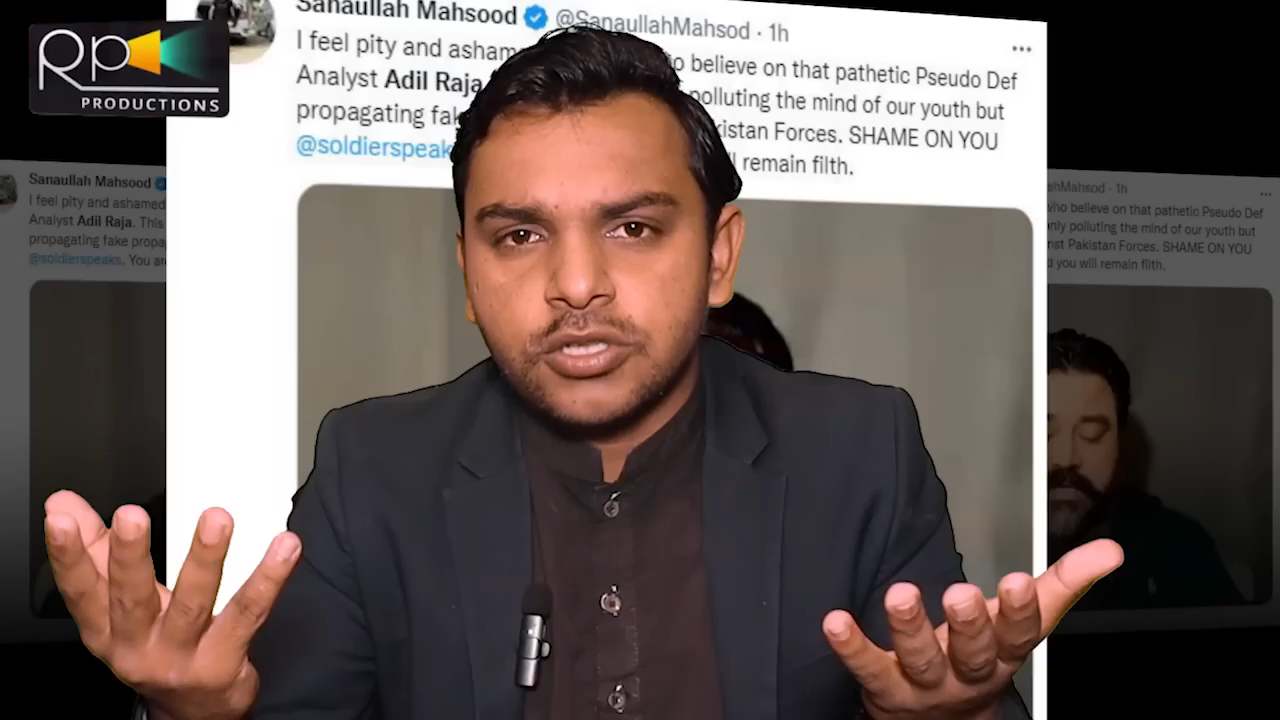 RP
PRODUCTIONS
Sanaullah Mahsood @SanaullahMahsod · 1h
I feel pity and asham
o believe on that pathetic Pseudo Def
Analyst Adil Raja
polluting the mind of our youth but
propagating fak
kistan Forces. SHAME ON YOU
@soldierspeak
ll remain filth.
Sanaullah Mahsood
I feel pity and ashamed
Analyst Adil Raja. This
propagating fake propa
@soldierspeaks. You ar
ahMahsod · 1h
who believe on that pathetic Pseudo Def
nly polluting the mind of our youth but
nst Pakistan Forces. SHAME ON YOU
d you will remain filth.